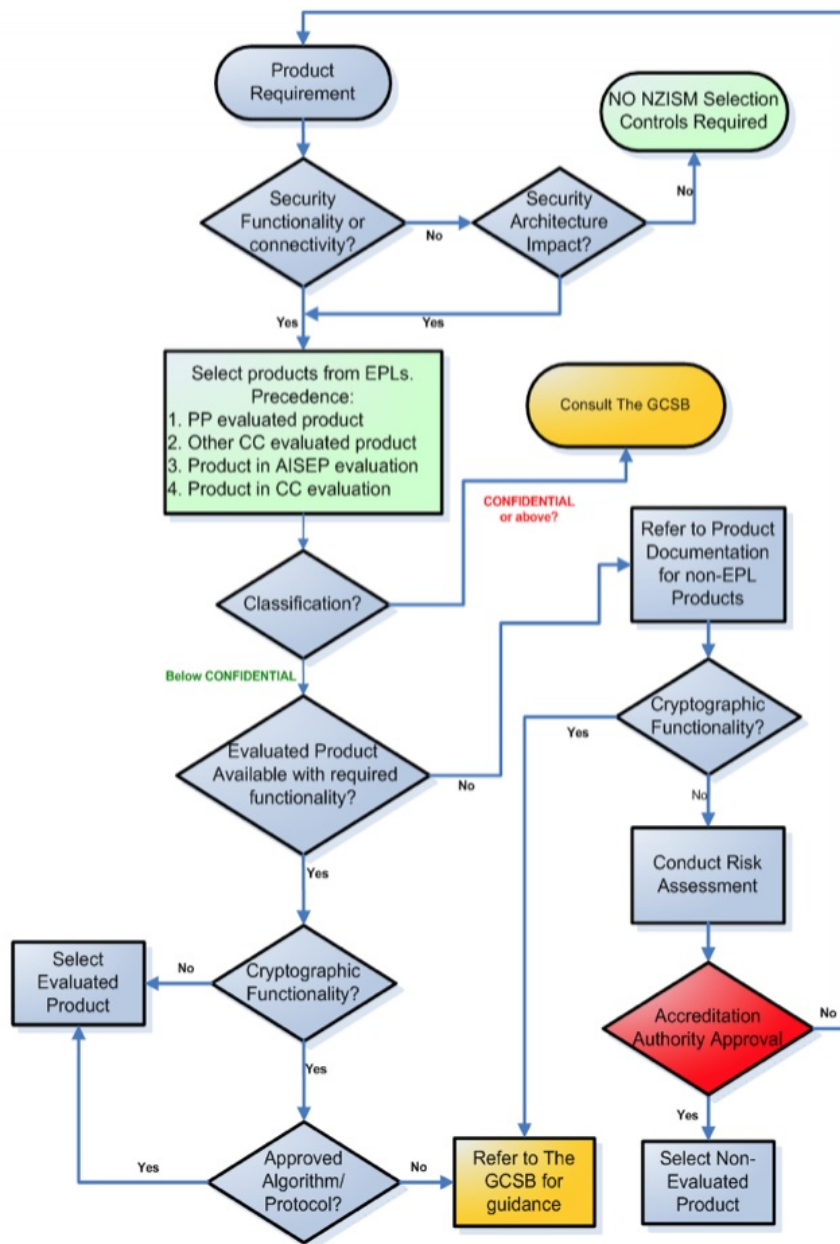 Product
Requirement
NO NZISM Selection
Controls Required
Security
Functionality or
connectivity?
No
Security
Architecture
Impact?
No
Yes
Yes
Select products from EPLs.
Precedence:
1. PP evaluated product
2. Other CC evaluated product
3. Product in AISEP evaluation
4. Product in CC evaluation
Consult The GCSB
CONFIDENTIAL
or above?
Refer to Product
Documentation
for non-EPL
Products
Classification?
Below CONFIDENTIAL
Cryptographic
Functionality?
Yes
No
Evaluated Product
Available with required
functionality?
No
Yes
Conduct Risk
Assessment
Select
Evaluated
Product
No
Cryptographic
Functionality?
Yes
Accreditation
Authority Approval
No
Yes
Approved
Algorithm/
Protocol?
Yes
No
Refer to The
GCSB for
guidance
Select Non-
Evaluated
Product